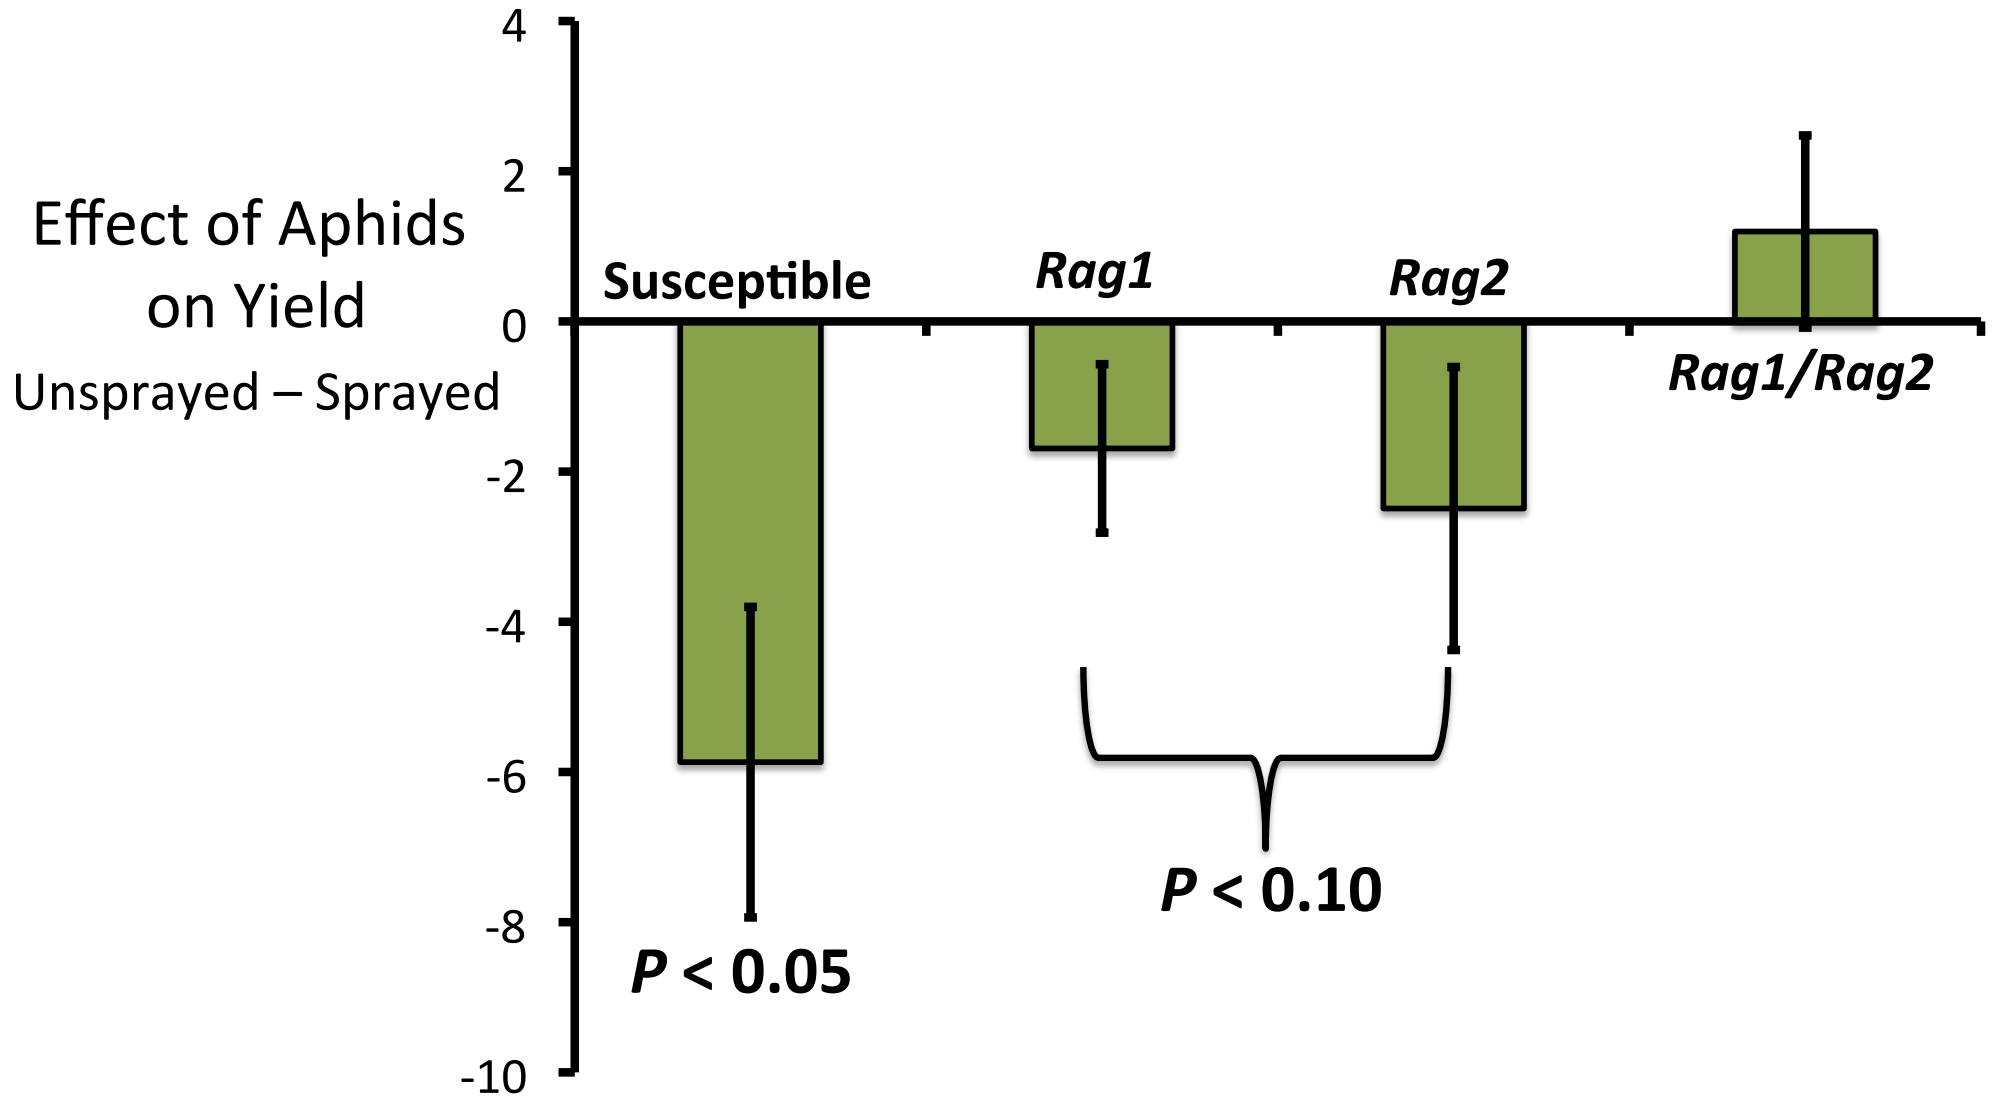 4
2
0
-2
-4
-6
-8
-10
Effect of Aphids
on Yield
Unsprayed – Sprayed
Susceptible
Rag1
Rag2
Rag1/Rag2
P < 0.05
P < 0.10